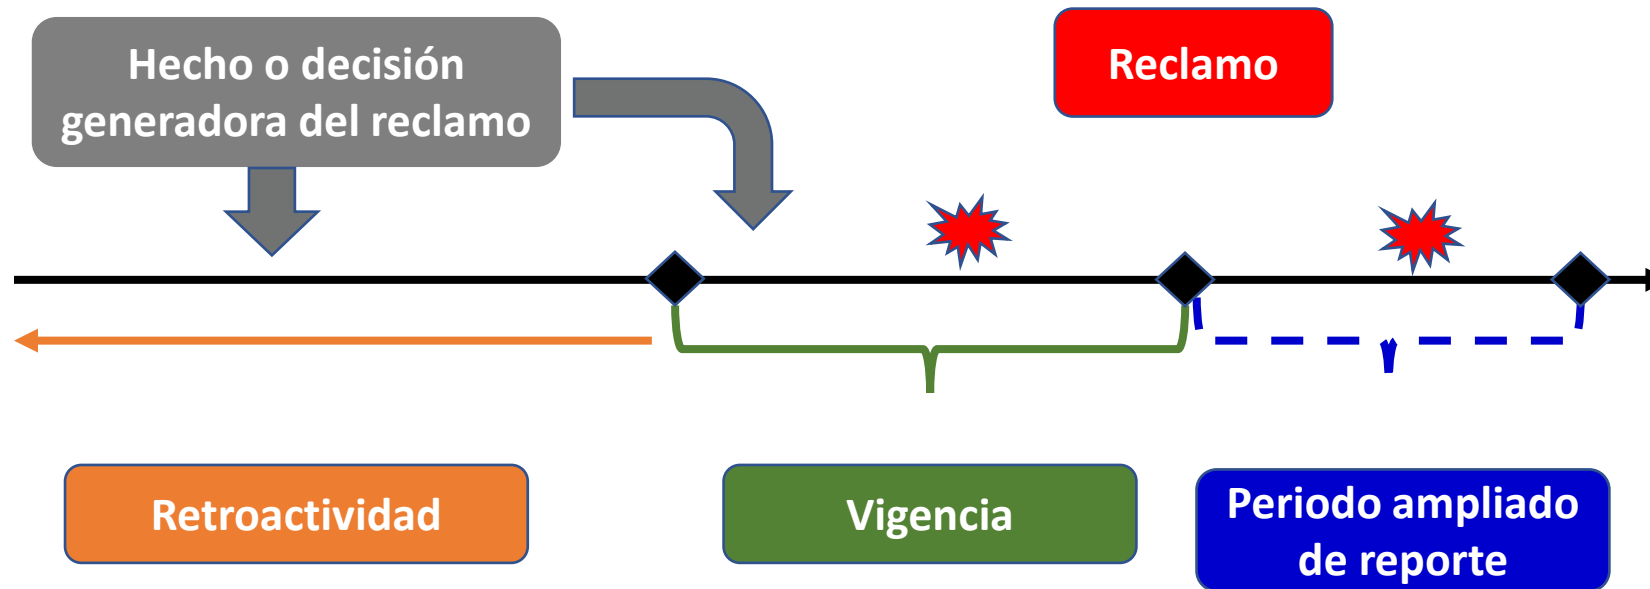 Hecho o decisión
generadora del reclamo
Reclamo
Retroactividad
Vigencia
Periodo ampliado
de reporte